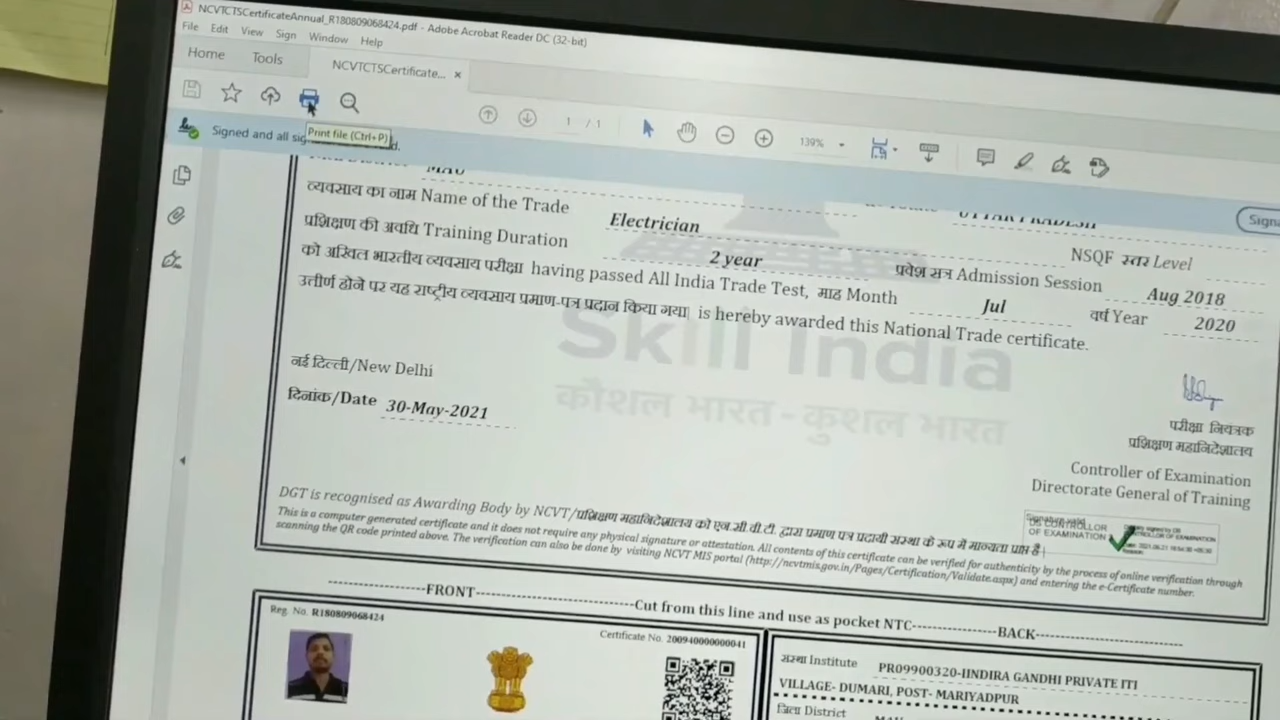 NCVTCTSCertificateAnnual_R180809068424.pdf - Adobe Acrobat Reader DC (32-bit)
File Edit View Sign Window Help
Home Tools NCVTCTSCertificate... ×
1 / 1 139%
Signed and all sig
Print file (Ctrl+P)
Signa
MAU UTTAR PRADESH
व्यवसाय का नाम Name of the Trade Electrician NSQF स्तर Level
प्रशिक्षण की अवधि Training Duration 2 year प्रवेश सत्र Admission Session Aug 2018
को अखिल भारतीय व्यवसाय परीक्षा having passed All India Trade Test, माह Month Jul वर्ष Year 2020
उत्तीर्ण होने पर यह राष्ट्रीय व्यवसाय प्रमाण-पत्र प्रदान किया गया| is hereby awarded this National Trade certificate.
Skill India
कौशल भारत - कुशल भारत
नई दिल्ली/New Delhi
दिनांक/Date 30-May-2021
परीक्षा नियंत्रक
प्रशिक्षण महानिदेशालय
Controller of Examination
Directorate General of Training
Signature valid
DS CONTROLLER
OF EXAMINATION
DGT is recognised as Awarding Body by NCVT/प्रशिक्षण महानिदेशालय को एन.सी.वी.टी. द्वारा प्रमाण पत्र प्रदायी संस्था के रूप में मान्यता प्राप्त है |
This is a computer generated certificate and it does not require any physical signature or attestation. All contents of this certificate can be verified for authenticity by the process of online verification through
scanning the QR code printed above. The verification can also be done by visiting NCVT MIS portal (http://ncvtmis.gov.in/Pages/Certification/Validate.aspx) and entering the e-Certificate number.
FRONT Cut from this line and use as pocket NTC BACK
Reg. No. R180809068424
Certificate No. 200940000000041
संस्था Institute PR09900320-IINDIRA GANDHI PRIVATE ITI
VILLAGE- DUMARI, POST- MARIYADPUR
जिला District MAU